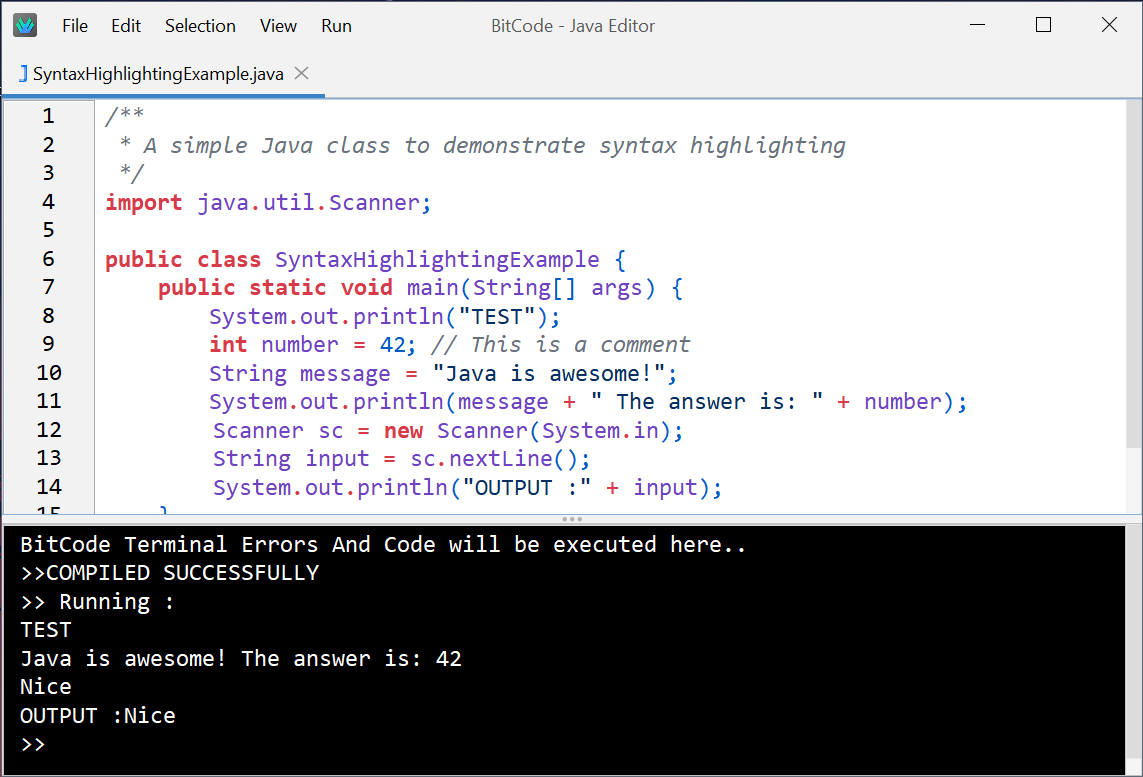 File Edit Selection View Run BitCode - Java Editor
SyntaxHighlightingExample.java
1 /**
2  * A simple Java class to demonstrate syntax highlighting
3  */
4 import java.util.Scanner;
5
6 public class SyntaxHighlightingExample {
7     public static void main(String[] args) {
8         System.out.println("TEST");
9         int number = 42; // This is a comment
10         String message = "Java is awesome!";
11         System.out.println(message + " The answer is: " + number);
12         Scanner sc = new Scanner(System.in);
13         String input = sc.nextLine();
14         System.out.println("OUTPUT :" + input);
15     }
BitCode Terminal Errors And Code will be executed here..
>>COMPILED SUCCESSFULLY
>> Running :
TEST
Java is awesome! The answer is: 42
Nice
OUTPUT :Nice
>>